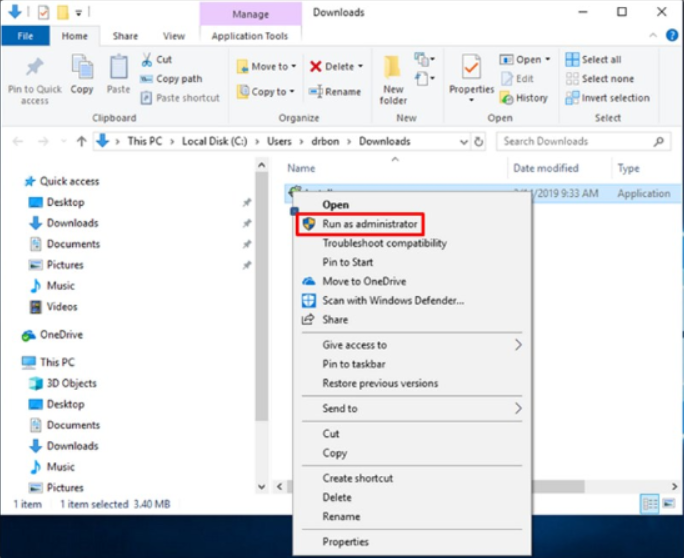 Manage
Downloads
File
Home
Share
View
Application Tools
Pin to Quick access
Copy
Paste
Cut
Copy path
Paste shortcut
Clipboard
Move to
Copy to
Delete
Rename
Organize
New folder
New
Properties
Open
Edit
History
Open
Select all
Select none
Invert selection
Select
This PC > Local Disk (C:) > Users > drbon > Downloads
Search Downloads
Name
Date modified
Type
2019 9:33 AM
Application
Quick access
Desktop
Downloads
Documents
Pictures
Music
Videos
OneDrive
This PC
3D Objects
Desktop
Documents
Downloads
Music
Pictures
Open
Run as administrator
Troubleshoot compatibility
Pin to Start
Move to OneDrive
Scan with Windows Defender...
Share
Give access to
Pin to taskbar
Restore previous versions
Send to
Cut
Copy
Create shortcut
Delete
Rename
Properties
1 item
1 item selected 3.40 MB